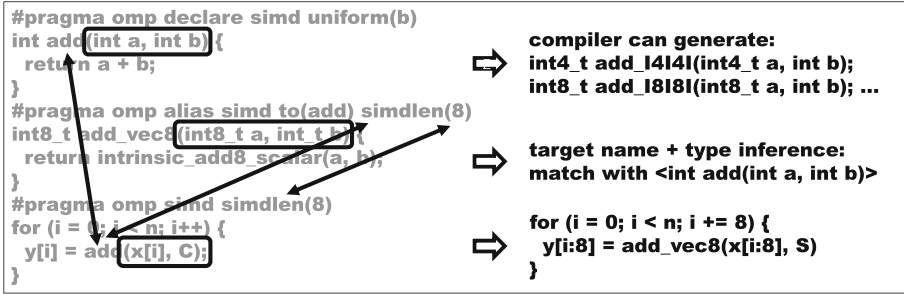 #pragma omp declare simd uniform(b)
int add(int a, int b) {
return a + b;
}
#pragma omp alias simd to(add) simdlen(8)
int8_t add_vec8(int8_t a, int_t b) {
return intrinsic_add8_scalar(a, b);
}
#pragma omp simd simdlen(8)
for (i = 0; i < n; i++) {
y[i] = add(x[i], C);
}
compiler can generate:
int4_t add_I4I4I(int4_t a, int b);
int8_t add_I8I8I(int8_t a, int b); ...
target name + type inference:
match with <int add(int a, int b)>
for (i = 0; i < n; i += 8) {
y[i:8] = add_vec8(x[i:8], S)
}